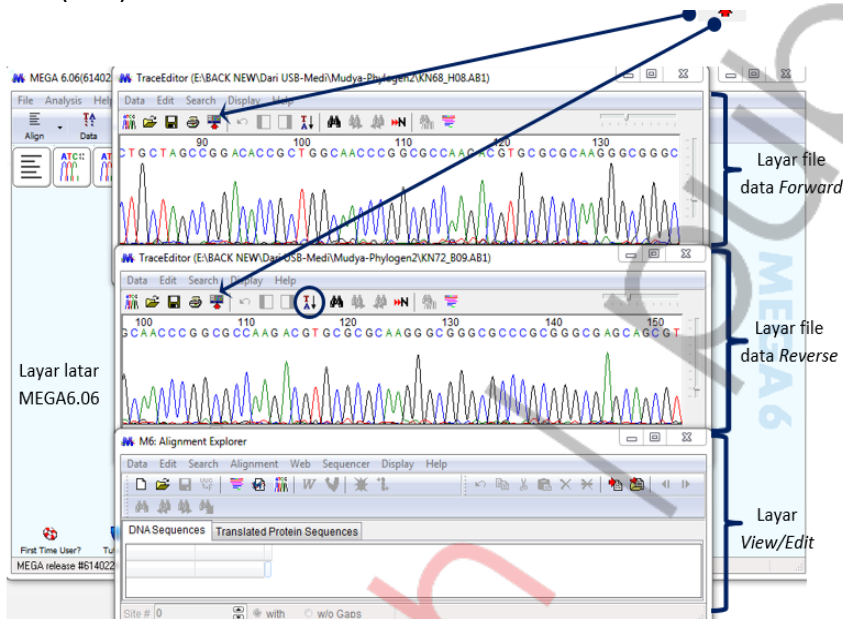 MEGA 6.06(61402
TraceEditor (E:\BACK NEW\Dari USB-Medi\Mudya-Phylogen2\KN68_H08.AB1)
File Analysis Help
Data Edit Search Display Help
Align Data
90 100 110 120 130
CTGCTAGCCGGACACCGCTGGCAACCCGGCGCCAAGACGTGCGCGCAAGGGCGGGC
Layar file
data Forward
TraceEditor (E:\BACK NEW\Dari USB-Medi\Mudya-Phylogen2\KN72_B09.AB1)
Data Edit Search Display Help
100 110 120 130 140 150
GCAACCCGGCGCCAAGACGTGCGCGCAAGGGCGGGCGCCCGCGGGCGAGCAGCGT
Layar file
data Reverse
Layar latar
MEGA6.06
MEGA6
M6: Alignment Explorer
Data Edit Search Alignment Web Sequencer Display Help
W
DNA Sequences Translated Protein Sequences
Layar
View/Edit
First Time User? Tu
MEGA release #614022
Site # 0 with w/o Gaps